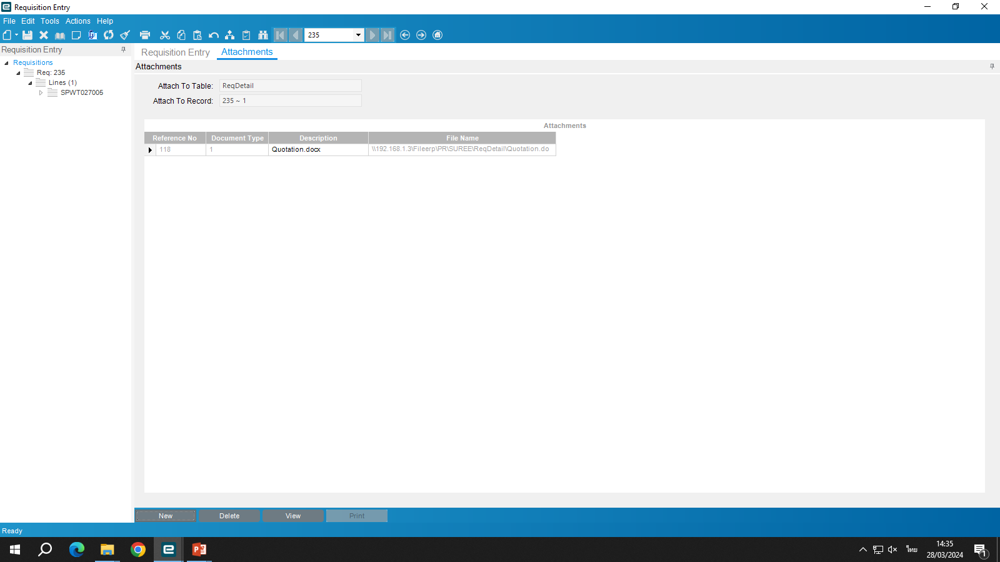 Requisition Entry
File Edit Tools Actions Help
235
Requisition Entry
Requisitions
Req: 235
Lines (1)
SPWT027005
Requisition Entry Attachments
Attachments
Attach To Table: ReqDetail
Attach To Record: 235 ~ 1
Attachments
Reference No Document Type Description File Name
118 1 Quotation.docx \\192.168.1.3\Fileerp\PR\SUREE\ReqDetail\Quotation.do
New Delete View Print
Ready
ไทย
14:35
28/03/2024
1